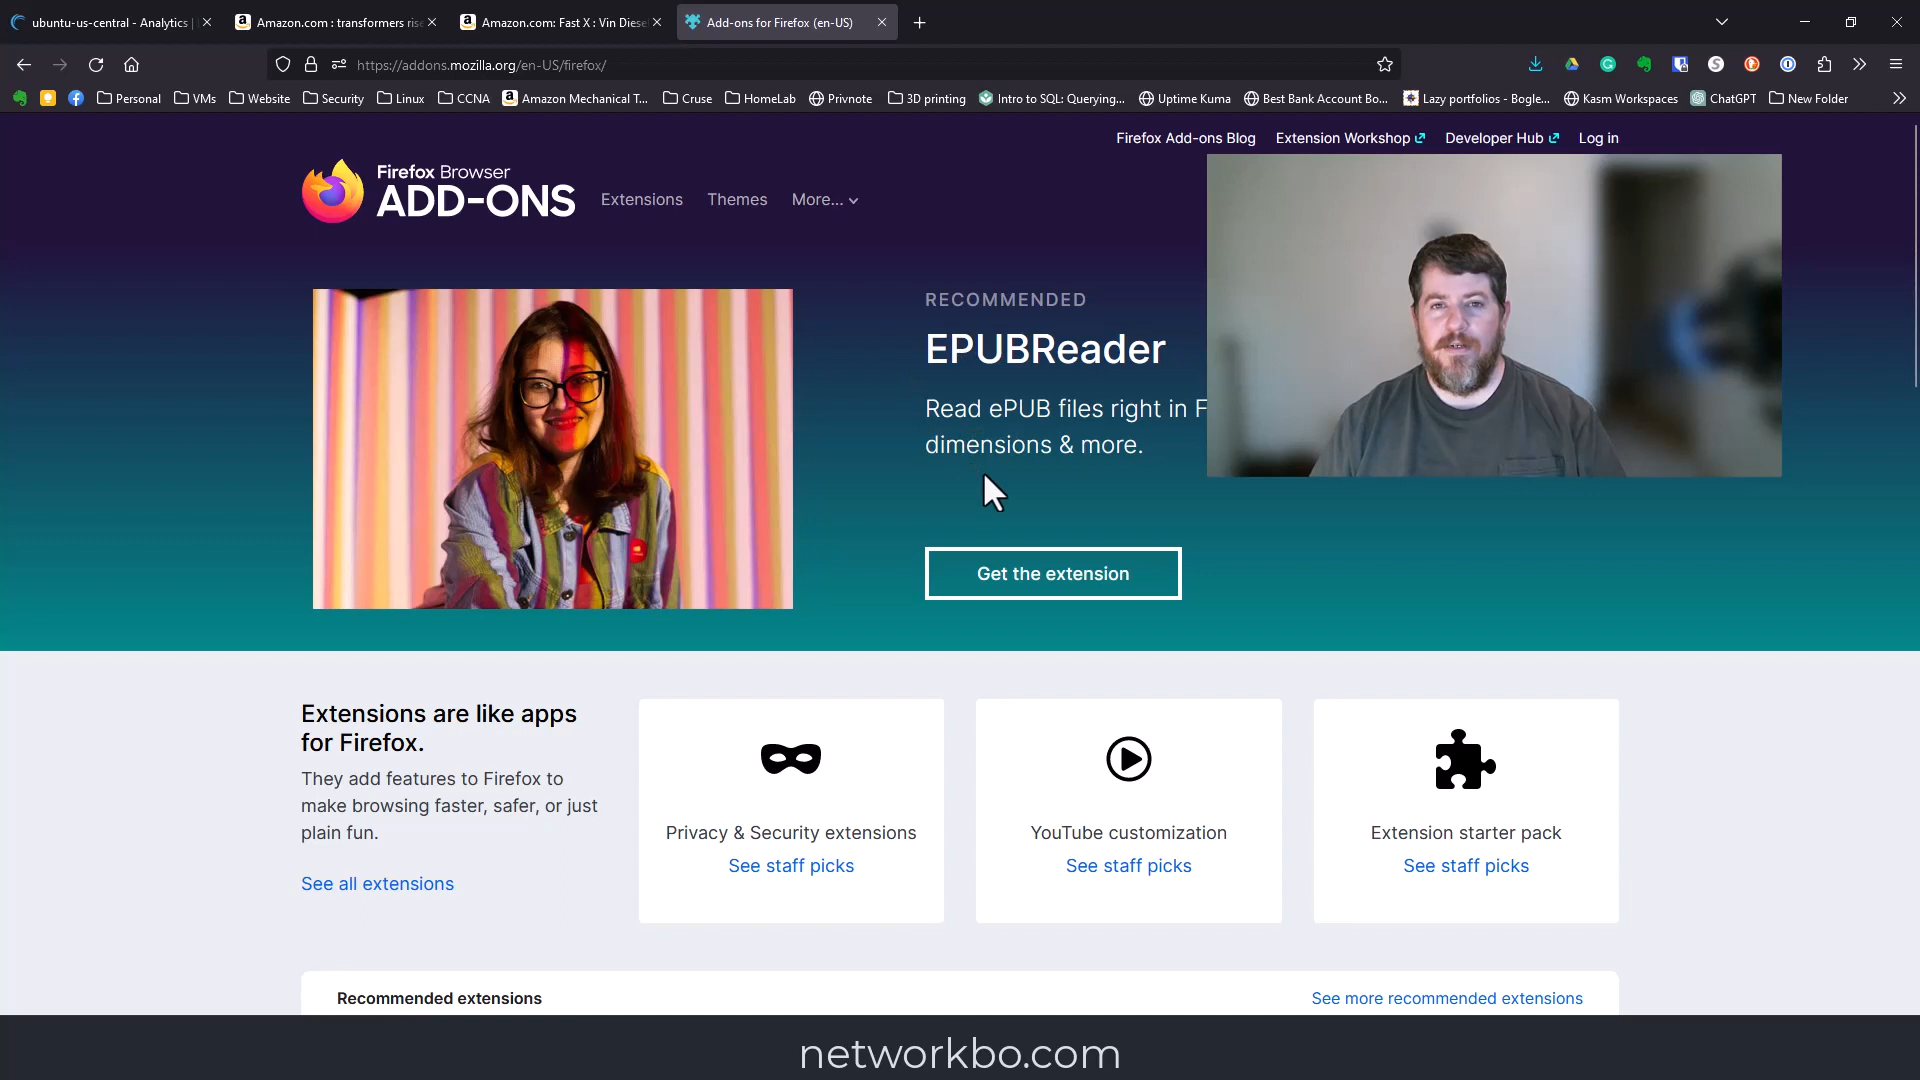 ubuntu-us-central - Analytics |
Amazon.com : transformers rise
Amazon.com: Fast X : Vin Diese
Add-ons for Firefox (en-US)
https://addons.mozilla.org/en-US/firefox/
Personal
VMs
Website
Security
Linux
CCNA
Amazon Mechanical T...
Cruse
HomeLab
Privnote
3D printing
Intro to SQL: Querying...
Uptime Kuma
Best Bank Account Bo...
Lazy portfolios - Bogle...
Kasm Workspaces
ChatGPT
New Folder
Firefox Add-ons Blog
Extension Workshop
Developer Hub
Log in
Firefox Browser
ADD-ONS
Extensions
Themes
More...
RECOMMENDED
EPUBReader
Read ePUB files right in F
dimensions & more.
Get the extension
Extensions are like apps
for Firefox.
They add features to Firefox to
make browsing faster, safer, or just
plain fun.
See all extensions
Privacy & Security extensions
See staff picks
YouTube customization
See staff picks
Extension starter pack
See staff picks
Recommended extensions
See more recommended extensions
networkbo.com